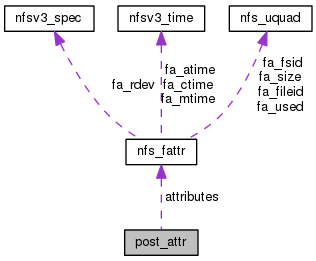 nfsv3_spec
nfsv3_time
nfs_uquad
fa_rdev
fa_atime
fa_ctime
fa_mtime
fa_fsid
fa_size
fa_fileid
fa_used
nfs_fattr
attributes
post_attr